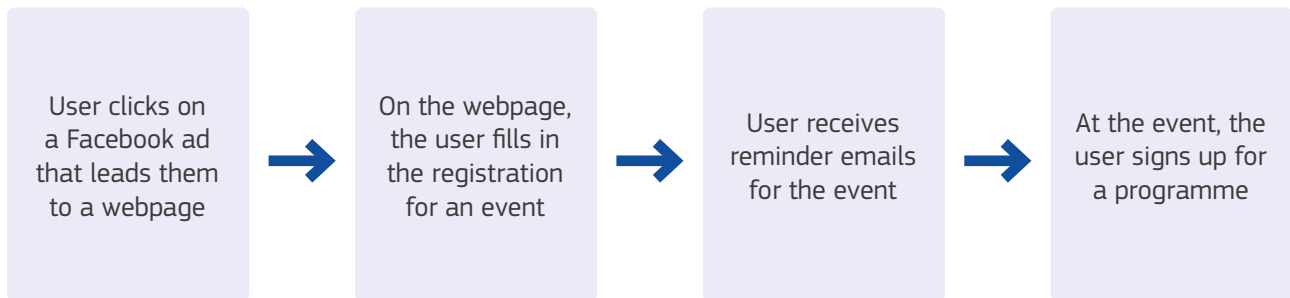 User clicks on
a Facebook ad
that leads them
to a webpage
On the webpage,
the user fills in
the registration
for an event
User receives
reminder emails
for the event
At the event, the
user signs up for
a programme